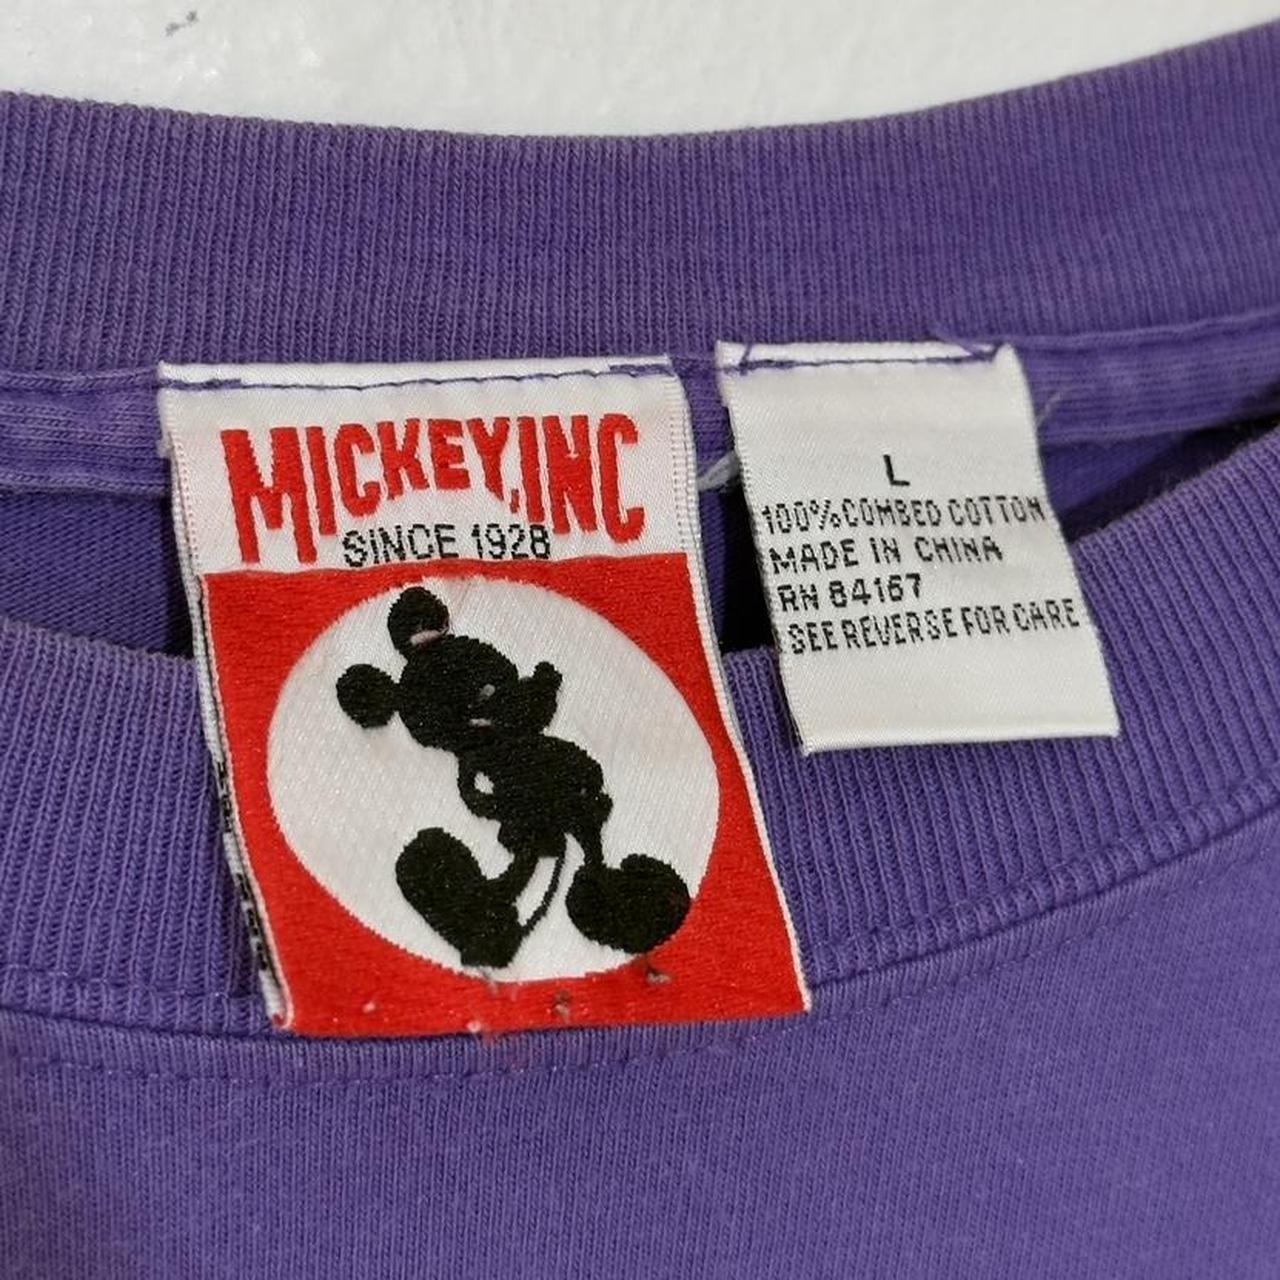 MICKEY,INC
SINCE 1928
L
100% COMBED COTTON
MADE IN CHINA
RN 84167
SEE REVERSE FOR CARE